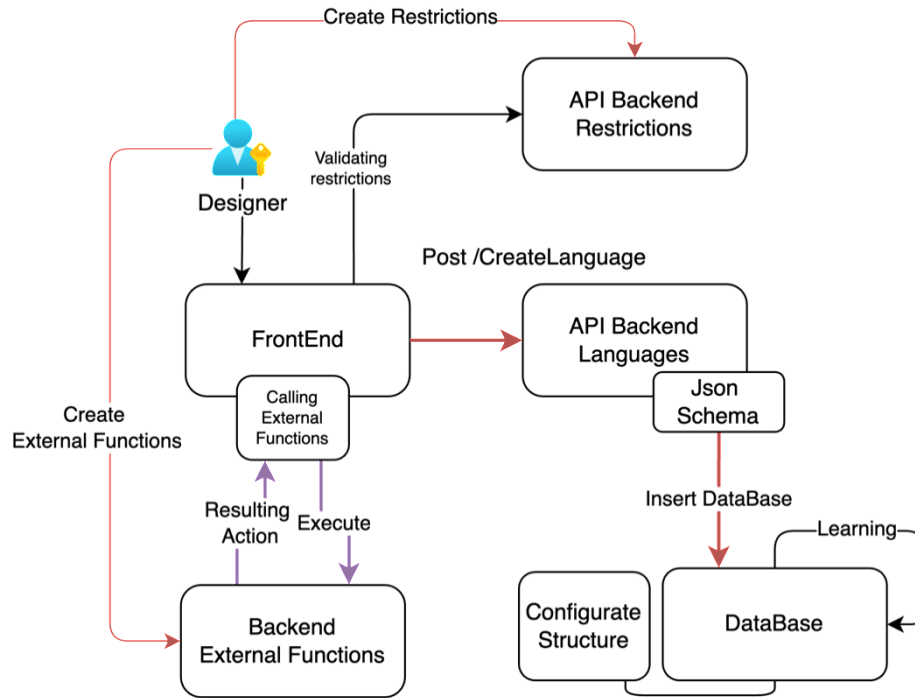 Create Restrictions
API Backend
Restrictions
Validating
restrictions
Designer
Post /CreateLanguage
FrontEnd
API Backend
Languages
Json
Schema
Calling
External
Functions
Create
External Functions
Resulting
Action
Execute
Insert DataBase
Learning
Backend
External Functions
Configurate
Structure
DataBase